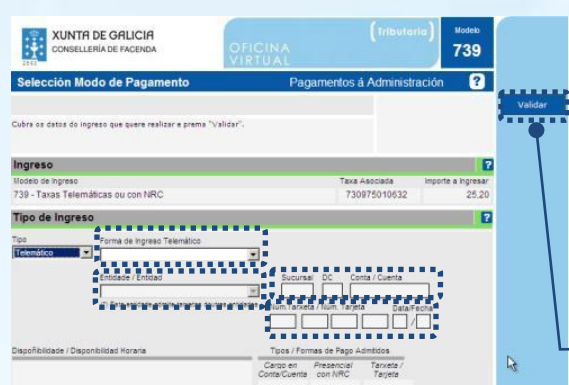 XUNTA DE GALICIA
CONSELLERÍA DE FACENDA
OFICINA
VIRTUAL
(Tributaria)
Modelo
739
Selección Modo de Pagamento
Pagamentos á Administración
?
Validar
Cubra os datos do ingreso que quere realizar e prema "Validar".
Ingreso
?
Modelo de Ingreso
Taxa Asociada
Importe a Ingresar
739 - Taxas Telemáticas ou con NRC
730975010632
25,20
Tipo de Ingreso
?
Tipo
Forma de Ingreso Telemático
Telemático
Entidade / Entidad
Sucursal
DC
Conta / Cuenta
Num.Tarxeta / Num. Tarjeta
Data/Fecha
/
Dispoñibilidade / Disponibilidad Horaria
Tipos / Formas de Pago Admitidos
Cargo en Conta/Cuenta
Presencial con NRC
Tarxeta / Tarjeta